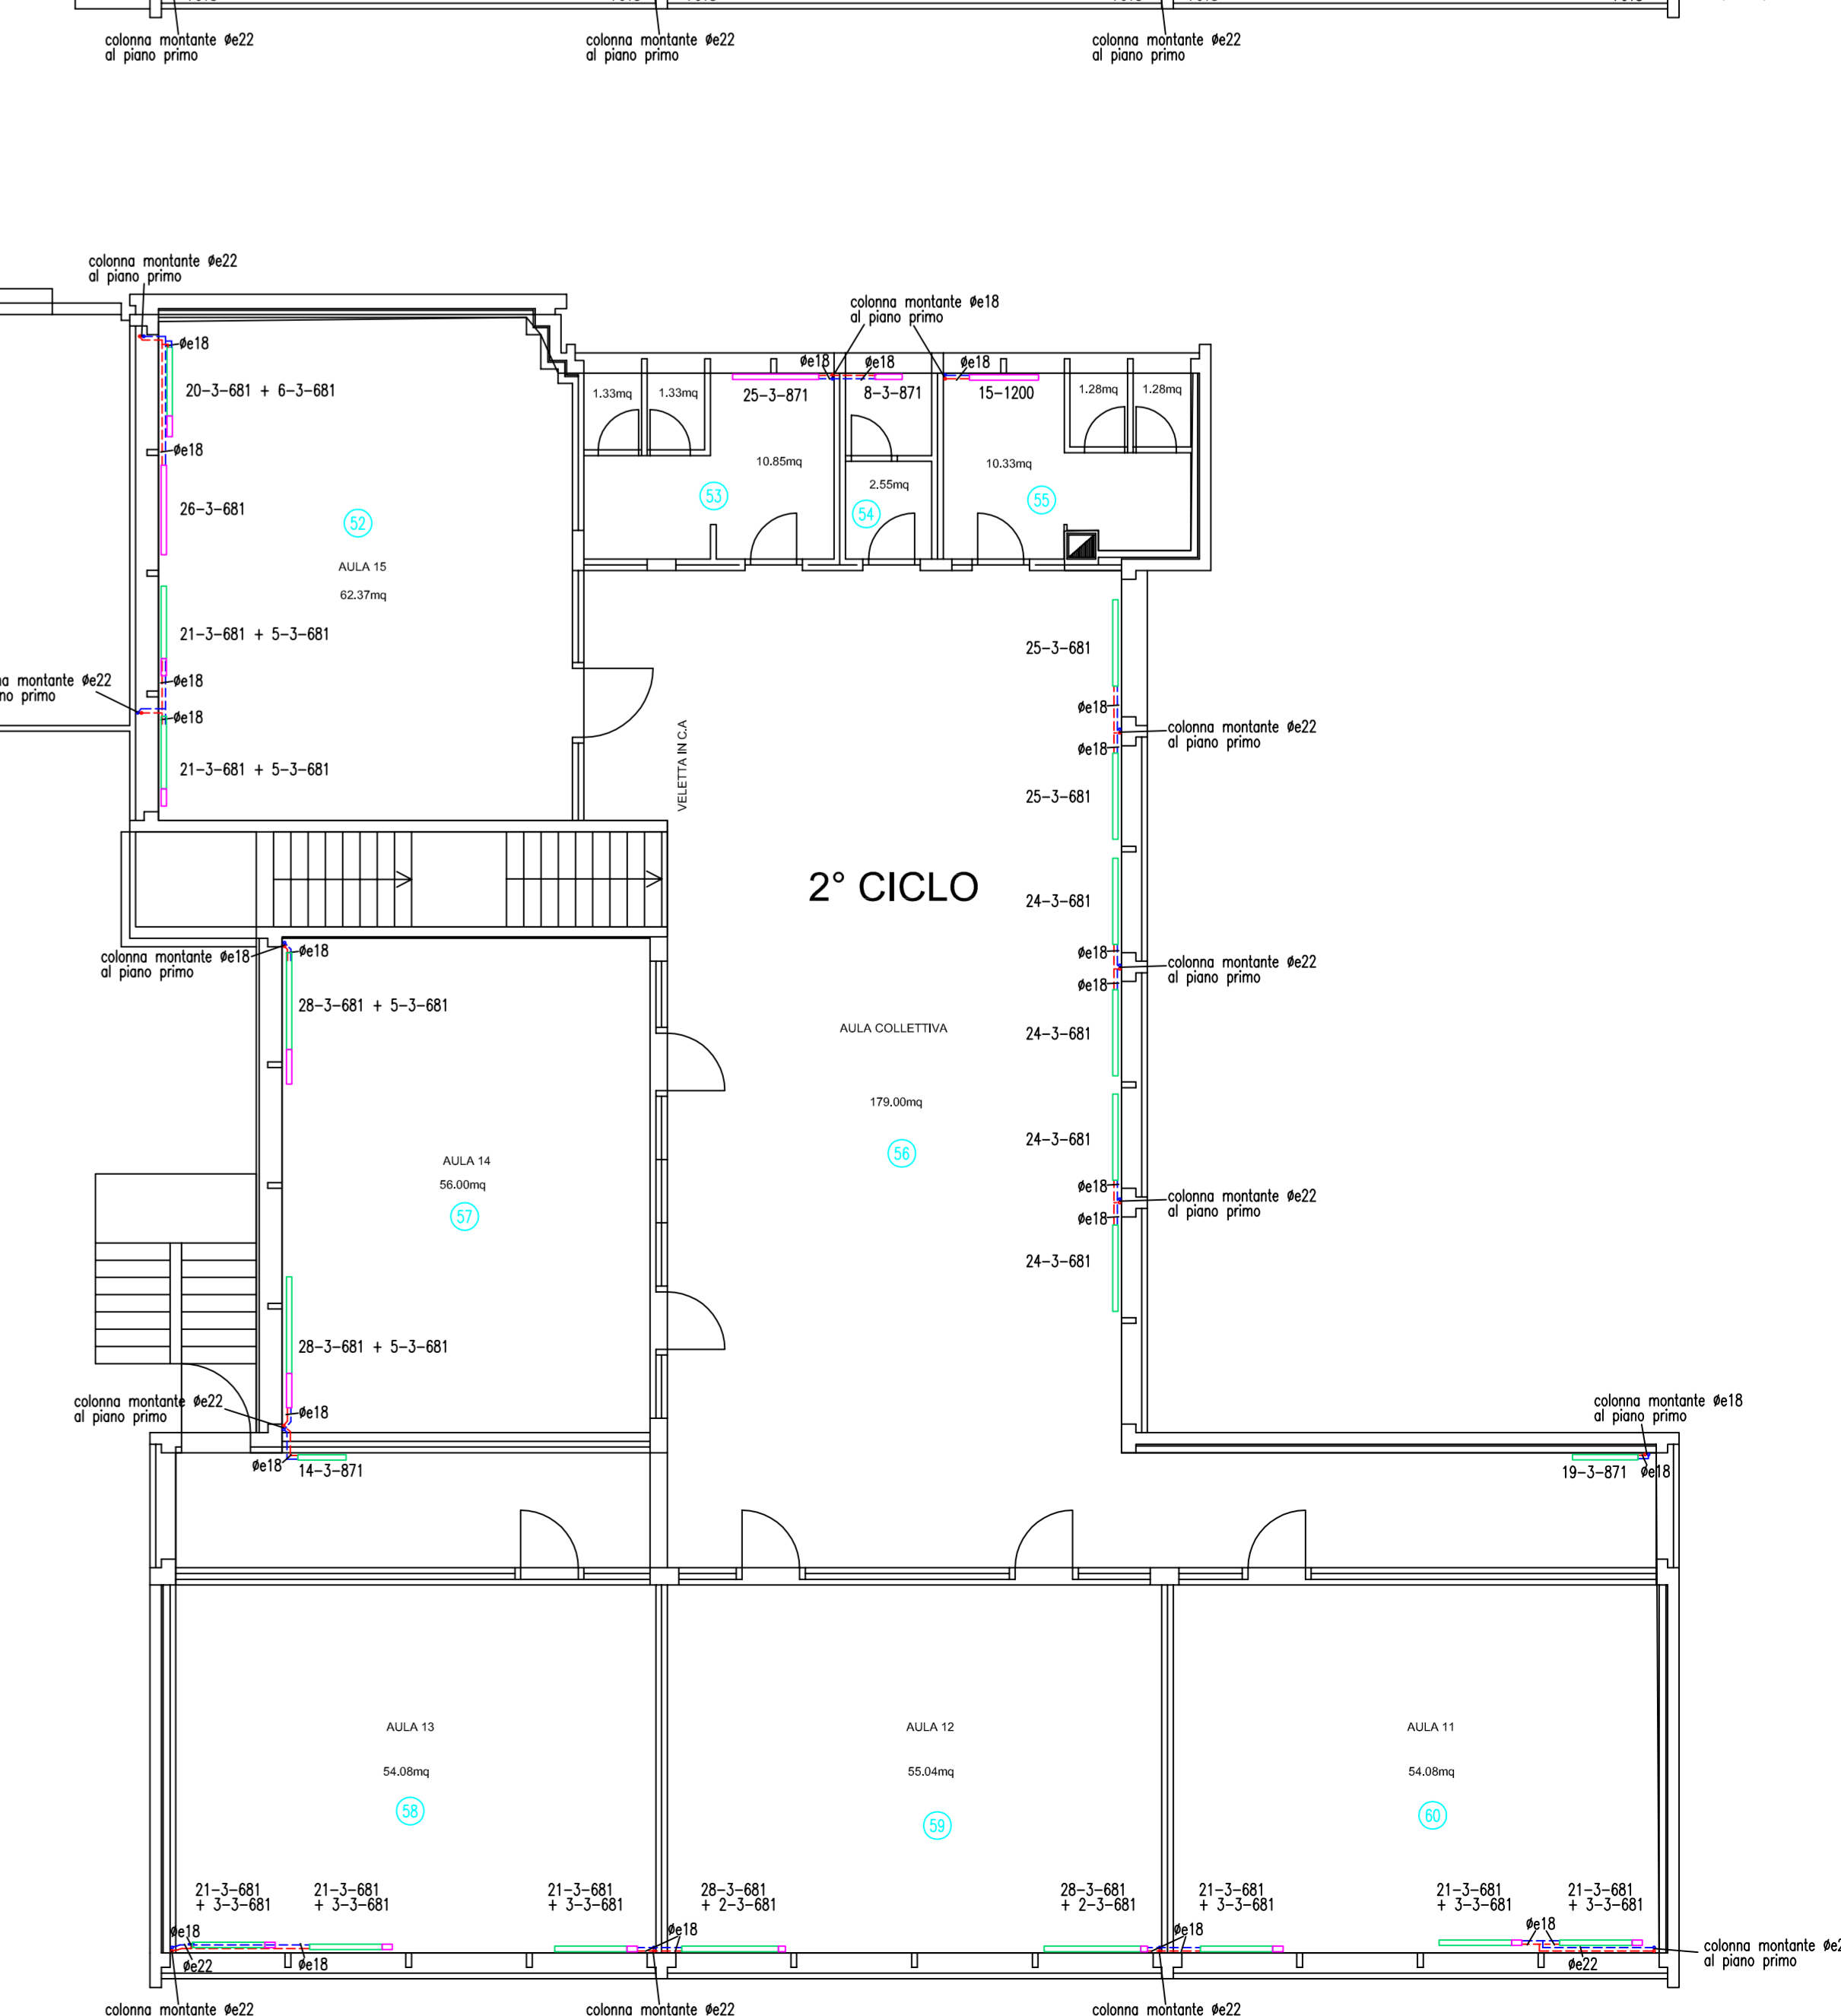 colonna montante Øe22
al piano primo
colonna montante Øe22
al piano primo
colonna montante Øe22
al piano primo
colonna montante Øe22
al piano primo
colonna montante Øe18
al piano primo
Øe18
20-3-681 + 6-3-681
Øe18
26-3-681
52
AULA 15
62.37mq
21-3-681 + 5-3-681
Øe18
montante Øe22
primo
Øe18
21-3-681 + 5-3-681
1.33mq
1.33mq
Øe18
25-3-871
10.85mq
53
Øe18
8-3-871
2.55mq
54
Øe18
15-1200
10.33mq
55
1.28mq
1.28mq
VELETTA IN C.A
2° CICLO
25-3-681
Øe18
colonna montante Øe22
al piano primo
Øe18
25-3-681
24-3-681
Øe18
colonna montante Øe22
al piano primo
Øe18
24-3-681
AULA COLLETTIVA
179.00mq
56
24-3-681
Øe18
colonna montante Øe22
al piano primo
Øe18
24-3-681
colonna montante Øe18
al piano primo
Øe18
28-3-681 + 5-3-681
AULA 14
56.00mq
57
28-3-681 + 5-3-681
colonna montante Øe22
al piano primo
Øe18
Øe18
14-3-871
colonna montante Øe18
al piano primo
19-3-871
Øe18
AULA 13
54.08mq
58
AULA 12
55.04mq
59
AULA 11
54.08mq
60
21-3-681
+ 3-3-681
21-3-681
+ 3-3-681
21-3-681
+ 3-3-681
28-3-681
+ 2-3-681
28-3-681
+ 2-3-681
21-3-681
+ 3-3-681
21-3-681
+ 3-3-681
21-3-681
+ 3-3-681
Øe18
Øe22
Øe18
Øe18
Øe18
Øe18
Øe22
colonna montante
al piano primo
colonna montante Øe22
colonna montante Øe22
colonna montante Øe22